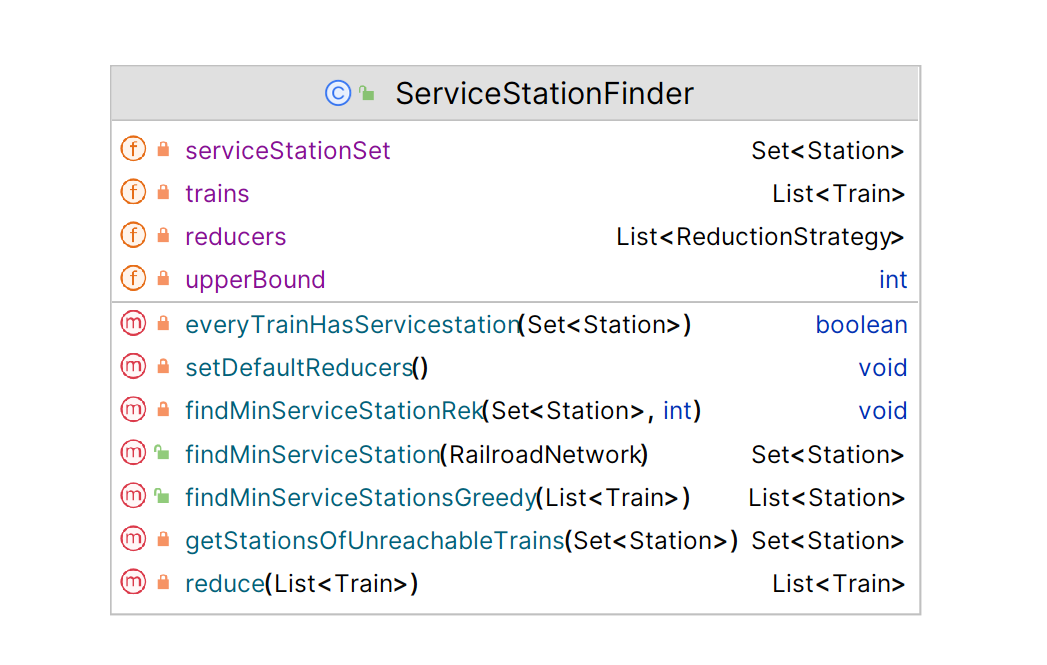 ServiceStationFinder
serviceStationSet Set<Station>
trains List<Train>
reducers List<ReductionStrategy>
upperBound int
everyTrainHasServicestation(Set<Station>) boolean
setDefaultReducers() void
findMinServiceStationRek(Set<Station>, int) void
findMinServiceStation(RailroadNetwork) Set<Station>
findMinServiceStationsGreedy(List<Train>) List<Station>
getStationsOfUnreachableTrains(Set<Station>) Set<Station>
reduce(List<Train>) List<Train>